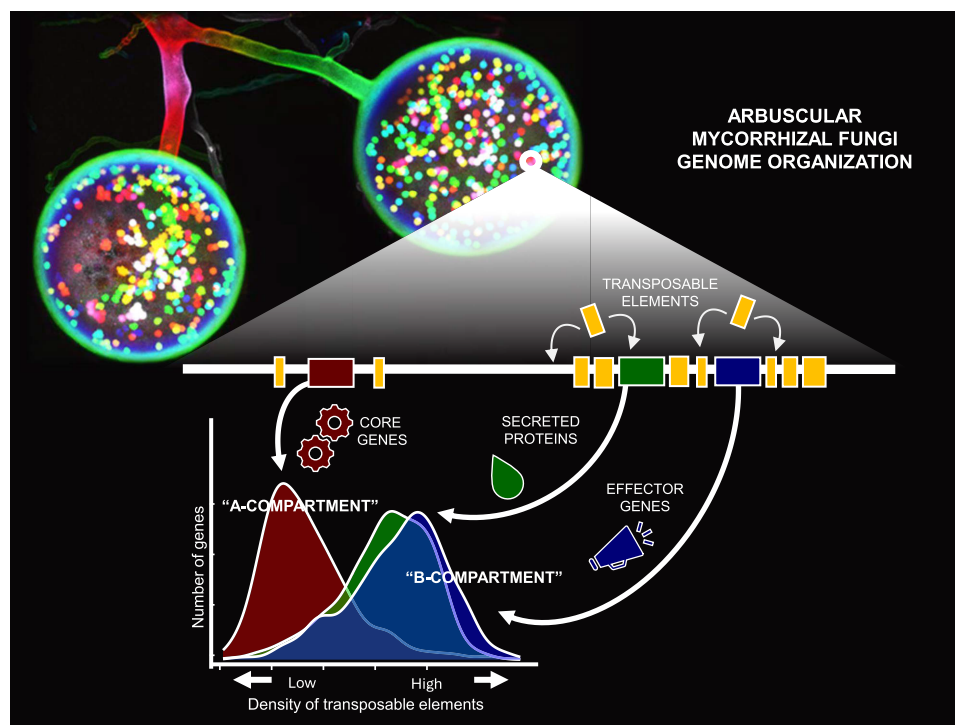 ARBUSCULAR
MYCORRHIZAL FUNGI
GENOME ORGANIZATION
TRANSPOSABLE
ELEMENTS
CORE
GENES
SECRETED
PROTEINS
EFFECTOR
GENES
“A-COMPARTMENT”
“B-COMPARTMENT”
Number of genes
Low
High
Density of transposable elements